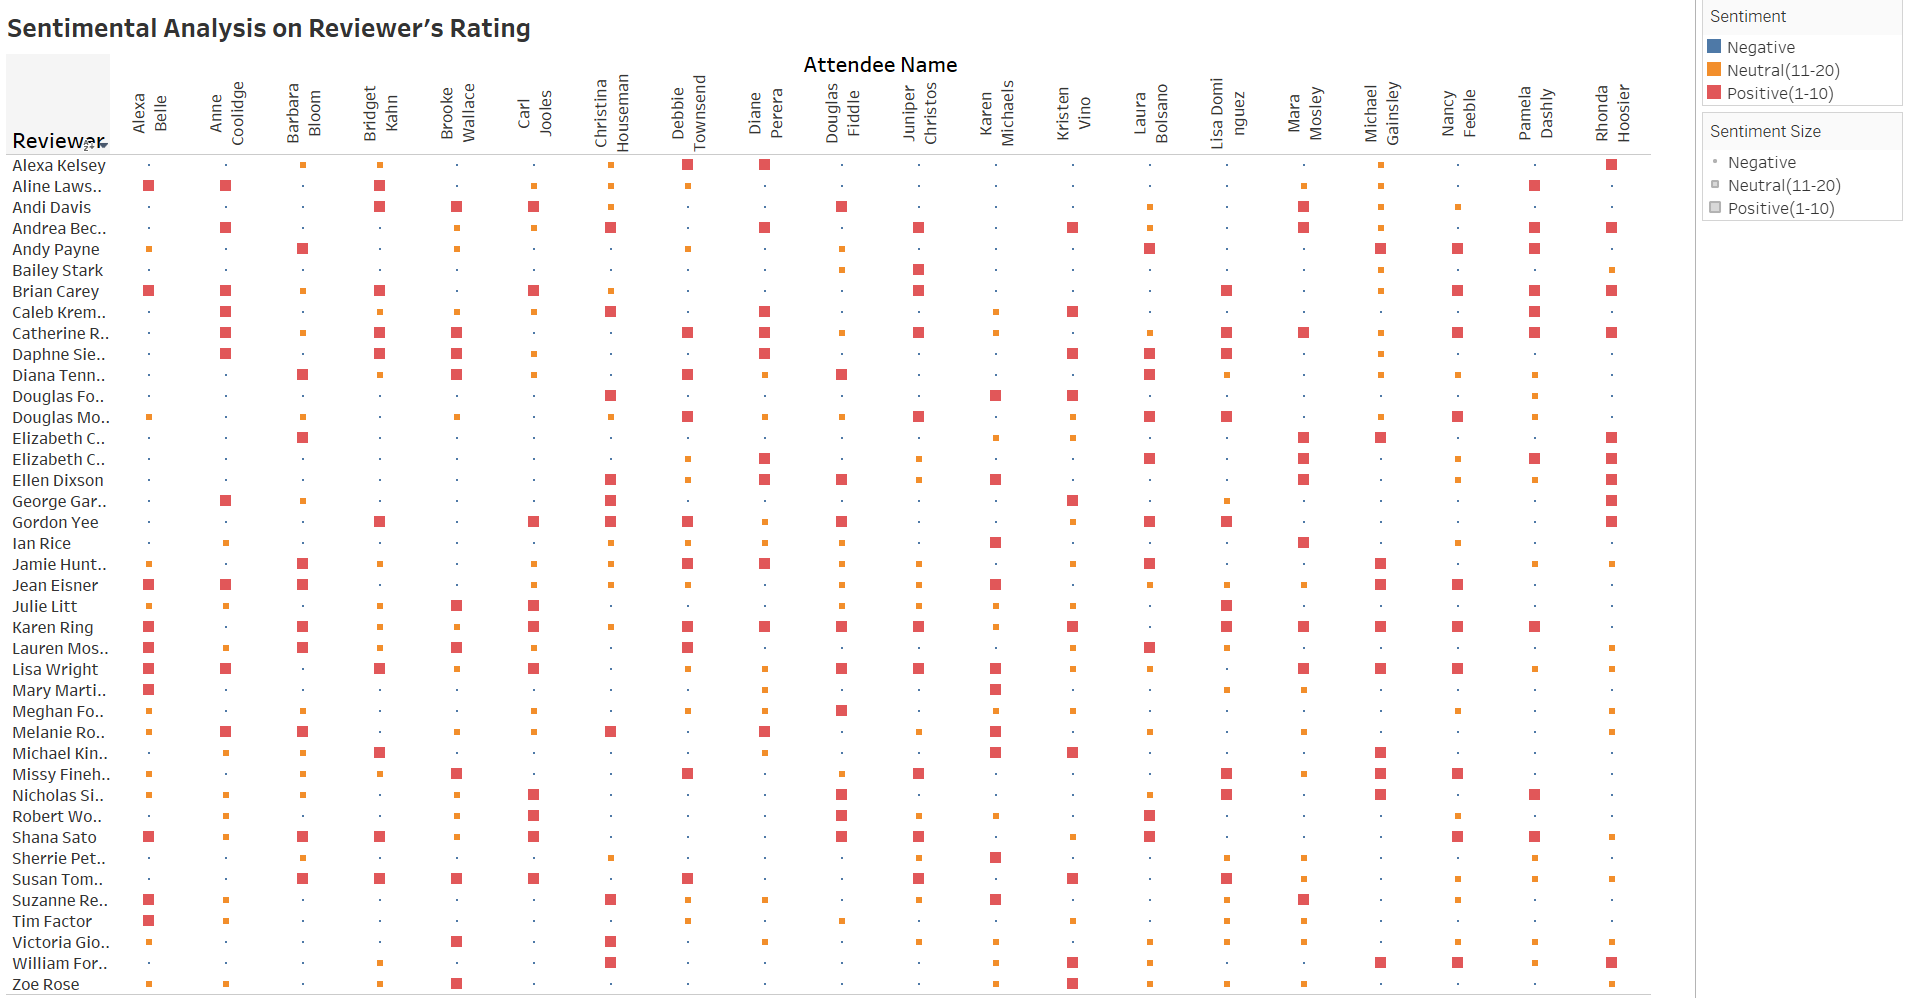 Sentimental Analysis on Reviewer’s Rating
Attendee Name
Reviewer
Alexa
Belle
Anne
Coolidge
Barbara
Bloom
Bridget
Kahn
Brooke
Wallace
Carl
Jooles
Christina
Houseman
Debbie
Townsend
Diane
Perera
Douglas
Fiddle
Juniper
Christos
Karen
Michaels
Kristen
Vino
Laura
Bolsano
Lisa Domi
nguez
Mara
Mosley
Michael
Gainsley
Nancy
Feeble
Pamela
Dashly
Rhonda
Hoosier
Alexa Kelsey
Aline Laws..
Andi Davis
Andrea Bec..
Andy Payne
Bailey Stark
Brian Carey
Caleb Krem..
Catherine R..
Daphne Sie..
Diana Tenn..
Douglas Fo..
Douglas Mo..
Elizabeth C..
Elizabeth C..
Ellen Dixson
George Gar..
Gordon Yee
Ian Rice
Jamie Hunt..
Jean Eisner
Julie Litt
Karen Ring
Lauren Mos..
Lisa Wright
Mary Marti..
Meghan Fo..
Melanie Ro..
Michael Kin..
Missy Fineh..
Nicholas Si..
Robert Wo..
Shana Sato
Sherrie Pet..
Susan Tom..
Suzanne Re..
Tim Factor
Victoria Gio..
William For..
Zoe Rose
Sentiment
Negative
Neutral(11-20)
Positive(1-10)
Sentiment Size
Negative
Neutral(11-20)
Positive(1-10)